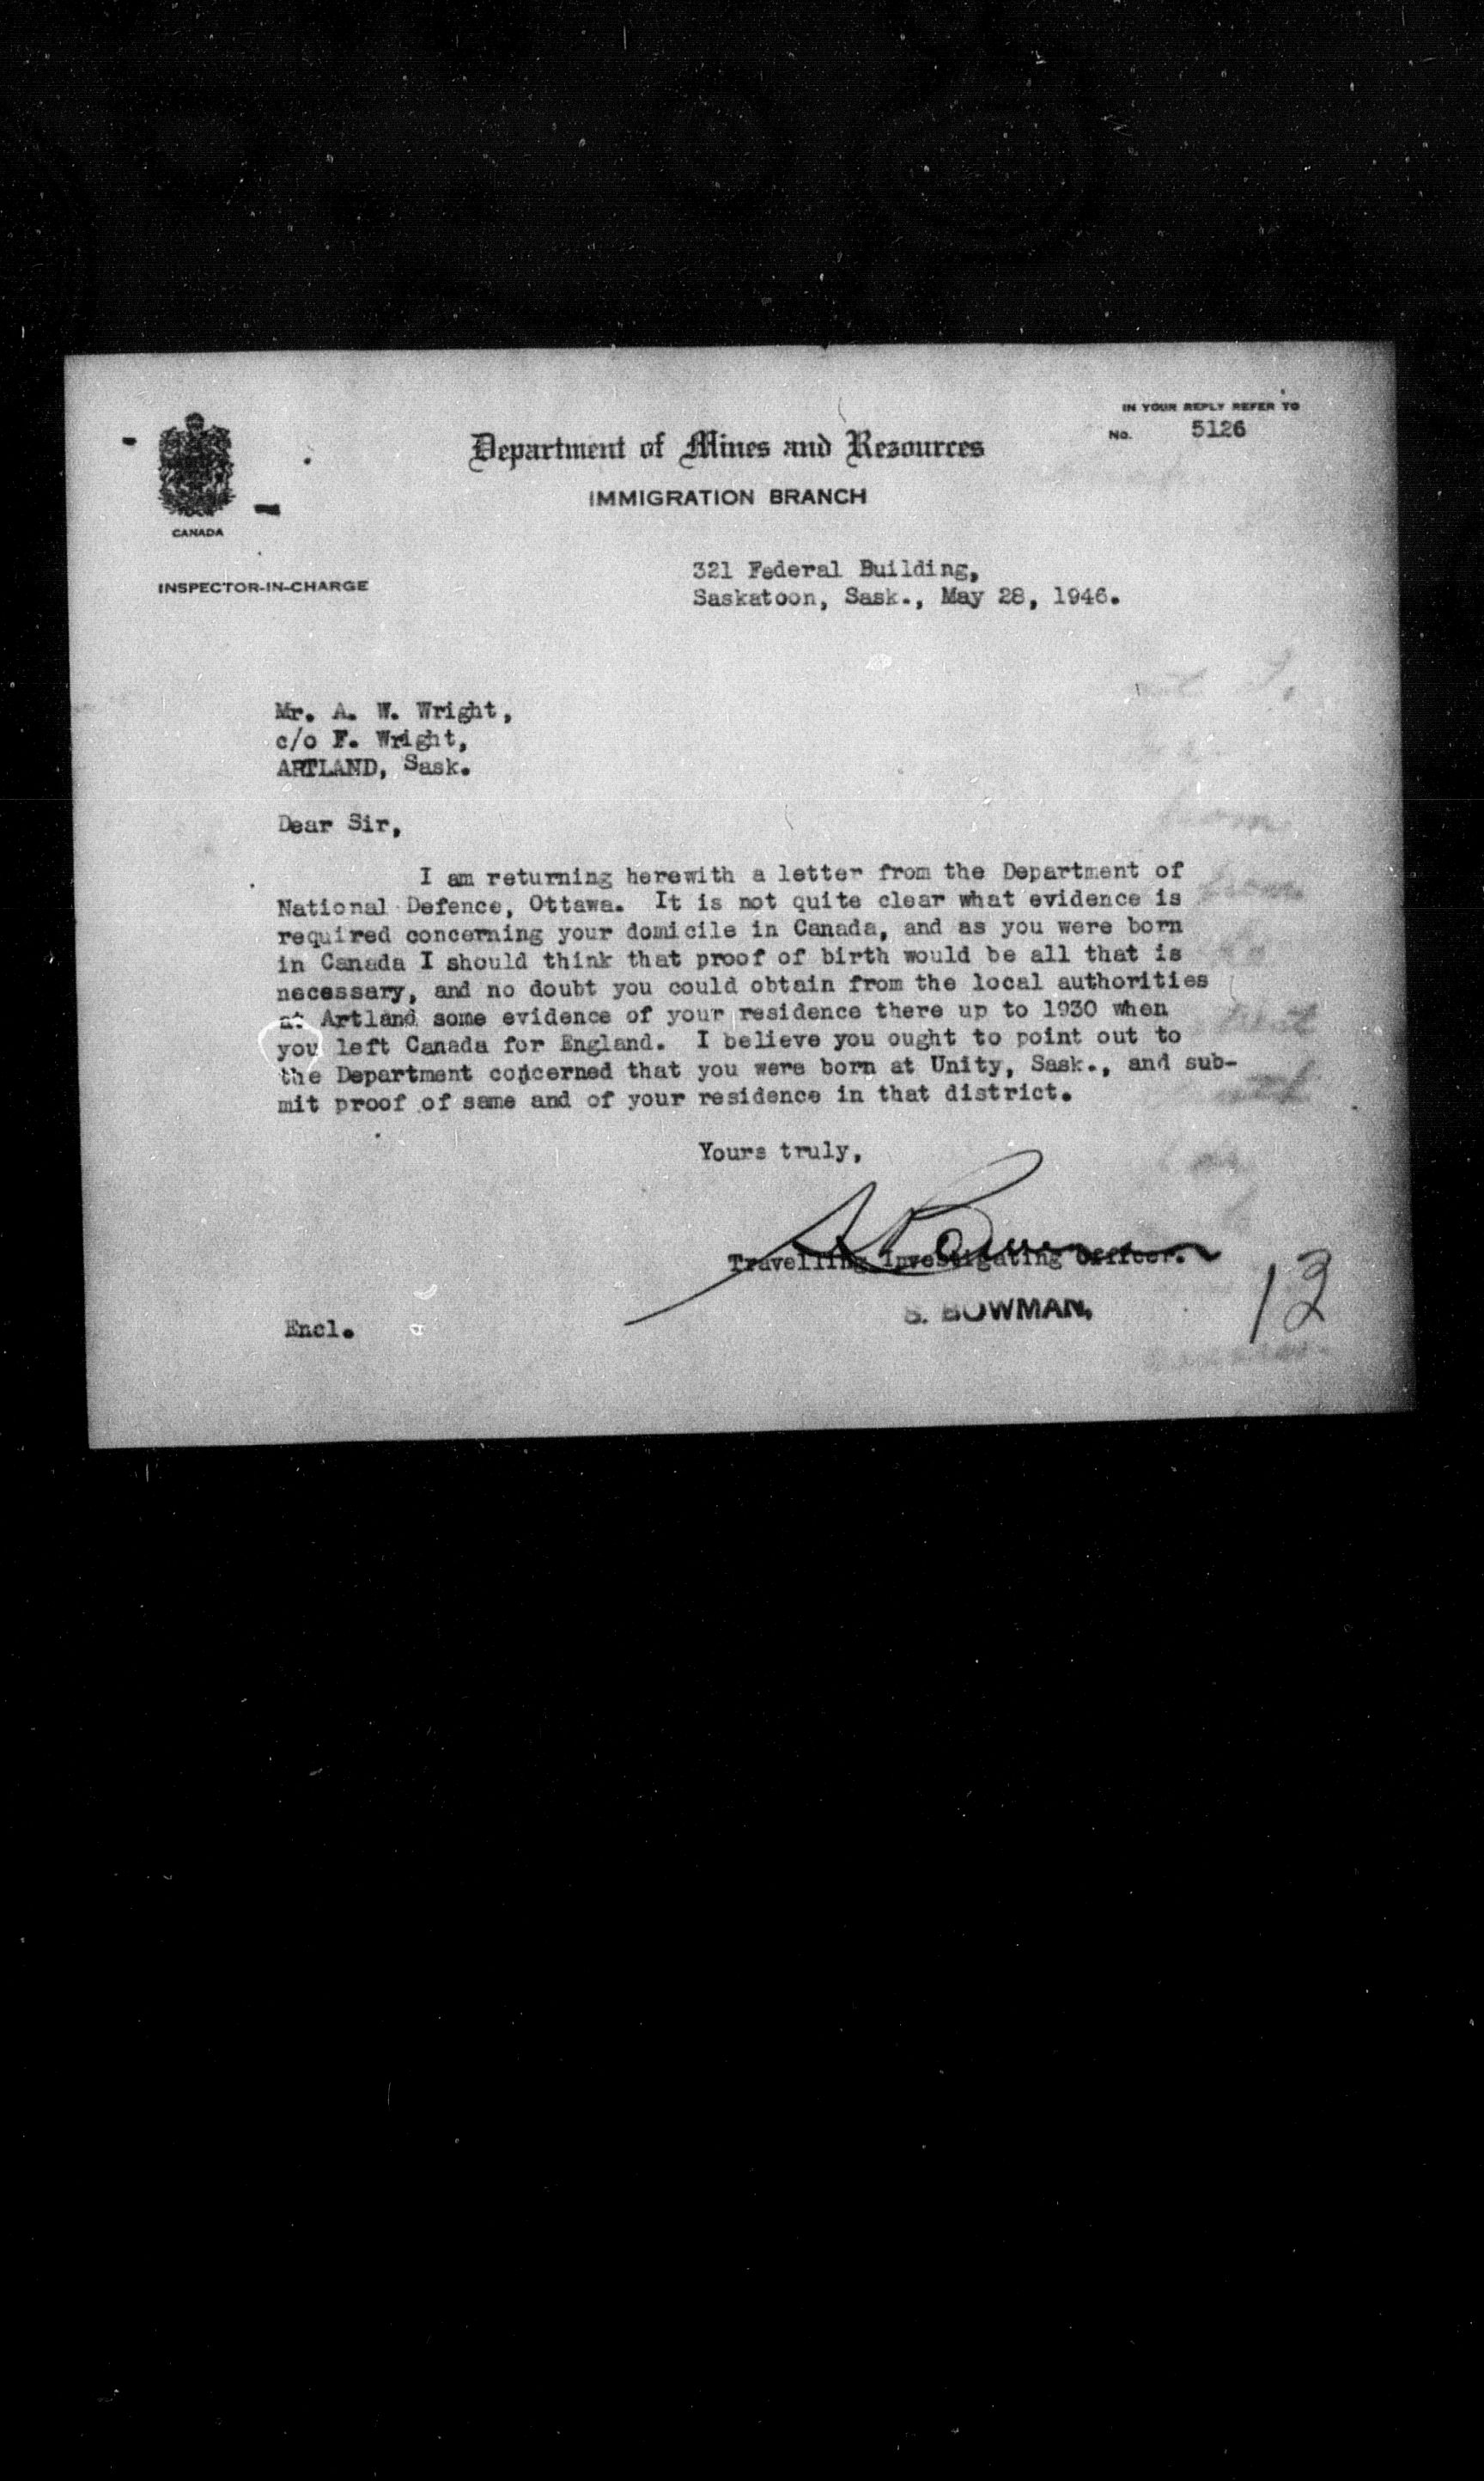 IN YOUR REPLY REFER TO
No. 5126
Department of Mines and Resources
IMMIGRATION BRANCH
CANADA
INSPECTOR-IN-CHARGE
321 Federal Building,
Saskatoon, Sask., May 28, 1946.
Mr. A. W. Wright,
c/o F. Wright,
ARTLAND, Sask.
Dear Sir,
I am returning herewith a letter from the Department of
National Defence, Ottawa. It is not quite clear what evidence is
required concerning your domicile in Canada, and as you were born
in Canada I should think that proof of birth would be all that is
necessary, and no doubt you could obtain from the local authorities
at Artland some evidence of your residence there up to 1930 when
you left Canada for England. I believe you ought to point out to
the Department concerned that you were born at Unity, Sask., and sub-
mit proof of same and of your residence in that district.
Yours truly,
S Bowman
Travelling Investigating Officer.
S. BOWMAN,
Encl.
13